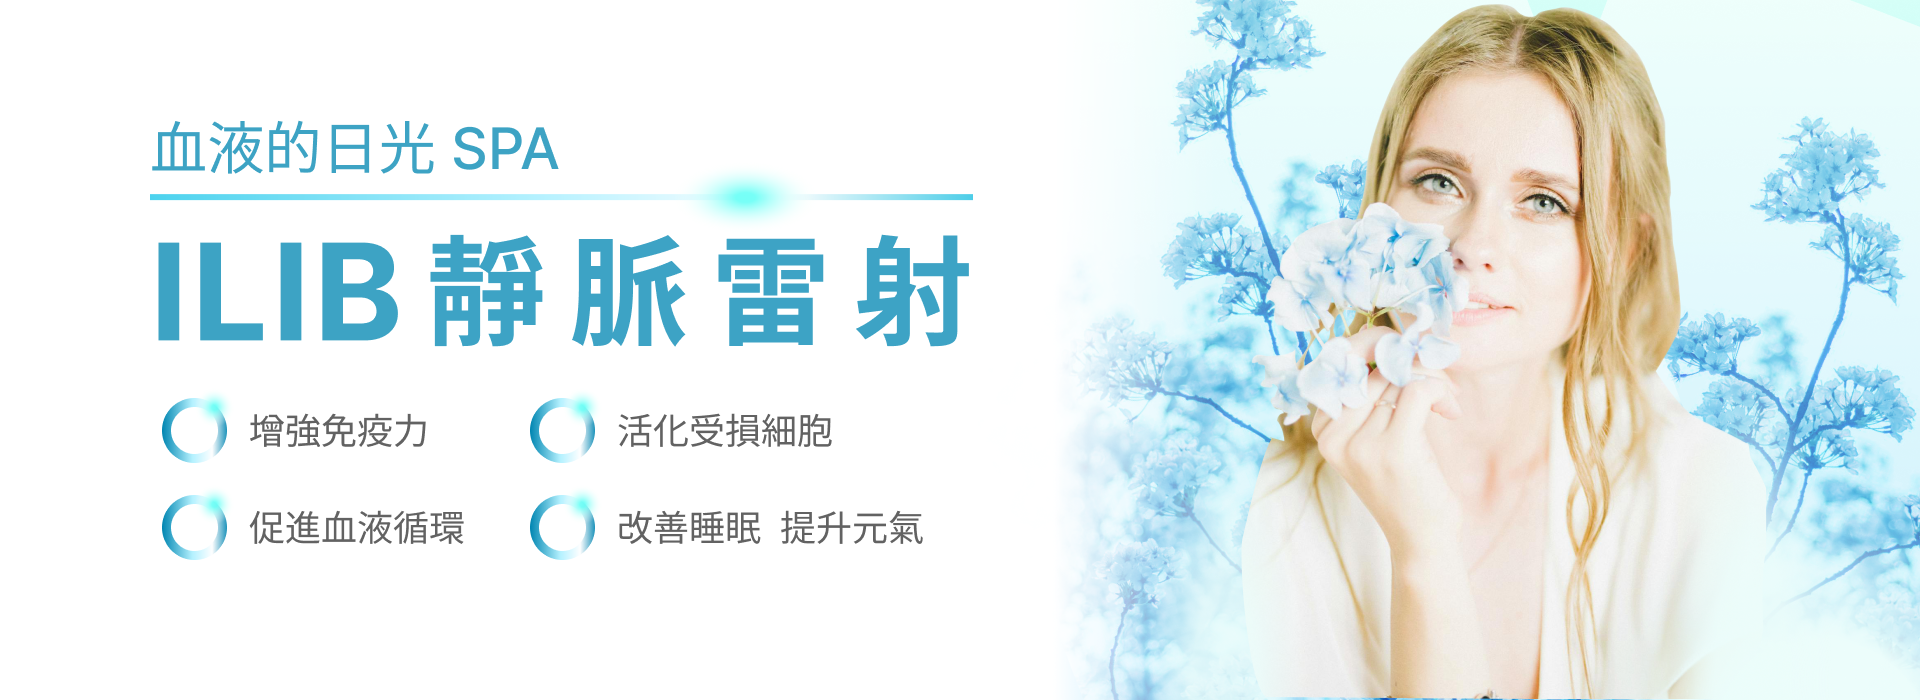 血液的日光 SPA
ILIB 靜脈雷射
增強免疫力
活化受損細胞
促進血液循環
改善睡眠 提升元氣